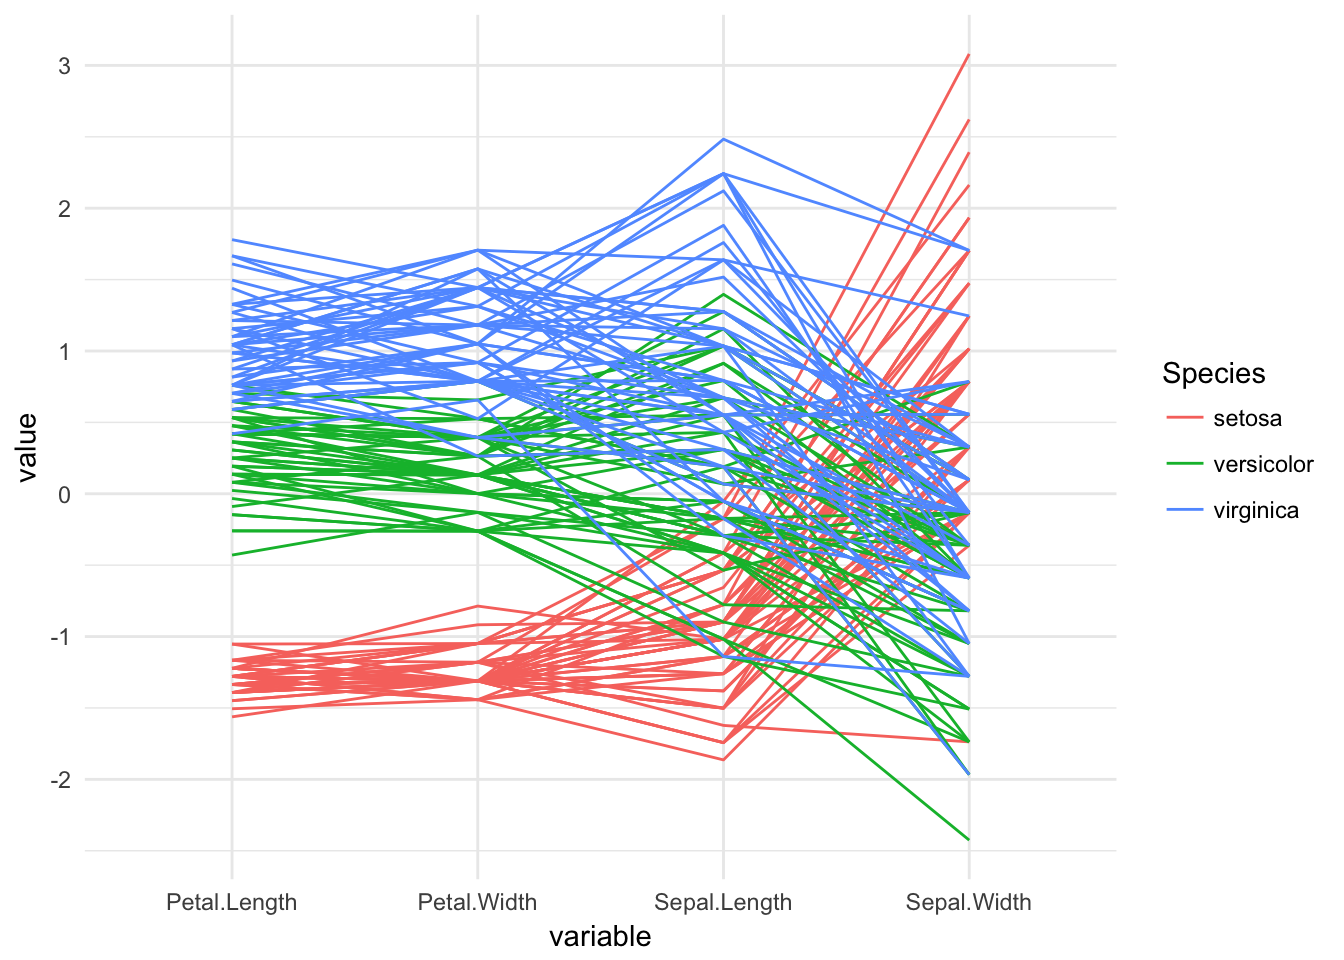 3
2
1
0
-1
-2
value
Petal.Length
Petal.Width
Sepal.Length
Sepal.Width
variable
Species
setosa
versicolor
virginica